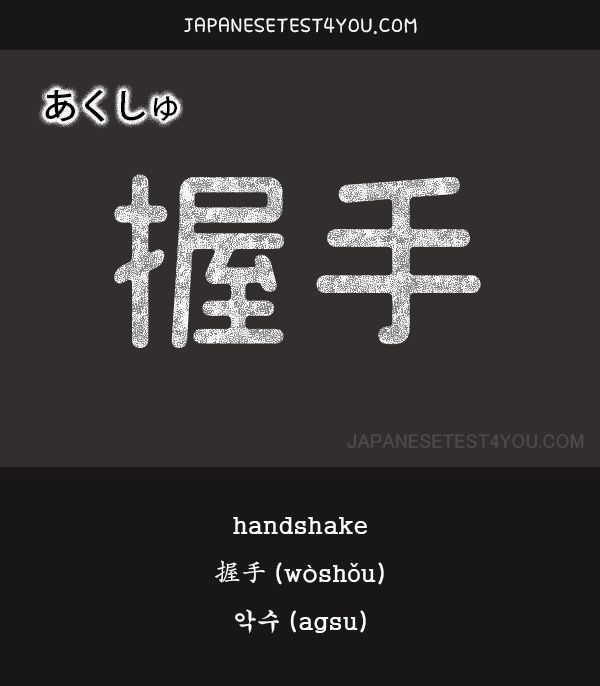 JAPANESETEST4YOU.COM
あくしゅ
握手
JAPANESETEST4YOU.COM
handshake
握手 (wòshǒu)
악수 (agsu)